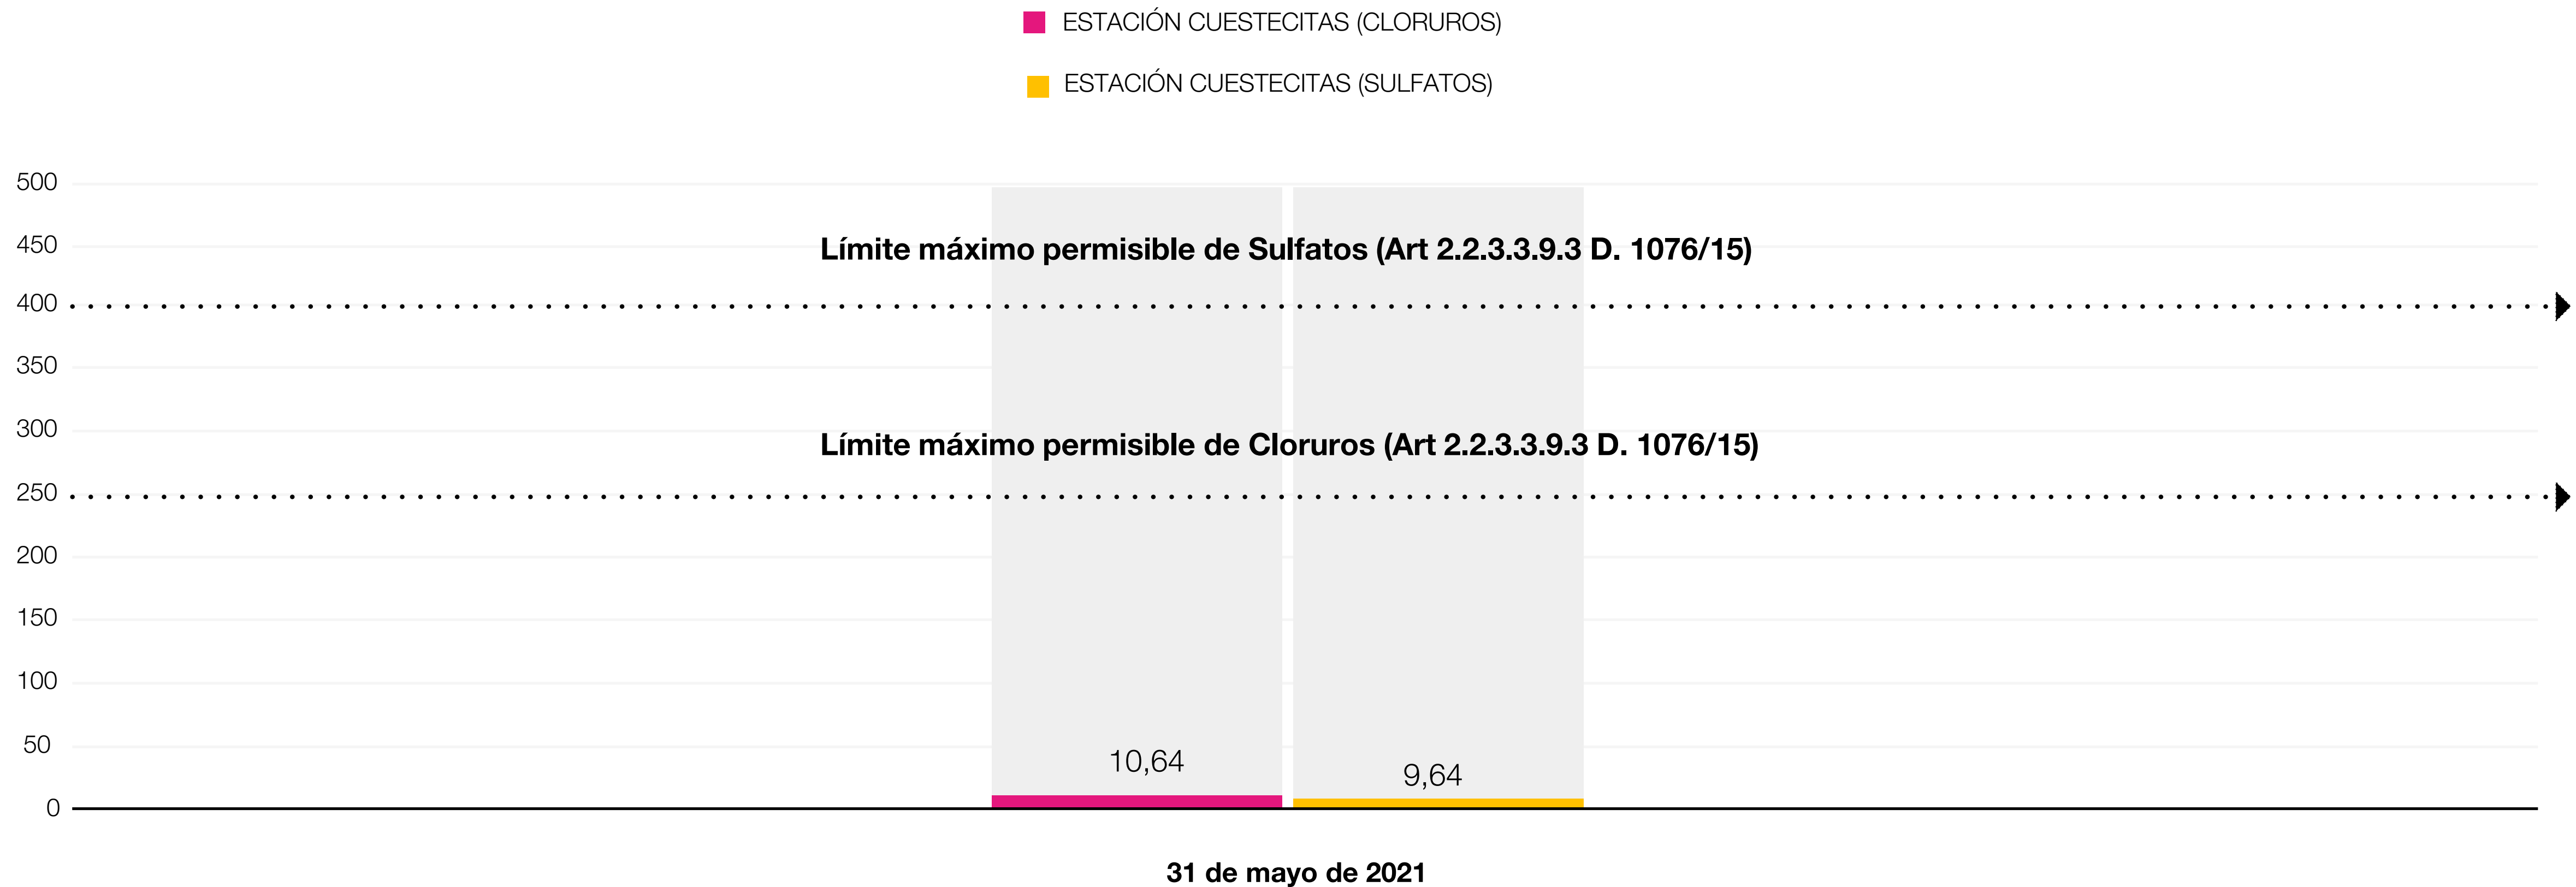 ESTACIÓN CUESTECITAS (CLORUROS)
ESTACIÓN CUESTECITAS (SULFATOS)
500
450
Límite máximo permisible de Sulfatos (Art 2.2.3.3.9.3 D. 1076/15)
400
350
300
Límite máximo permisible de Cloruros (Art 2.2.3.3.9.3 D. 1076/15)
250
200
150
100
50
10,64
9,64
0
31 de mayo de 2021